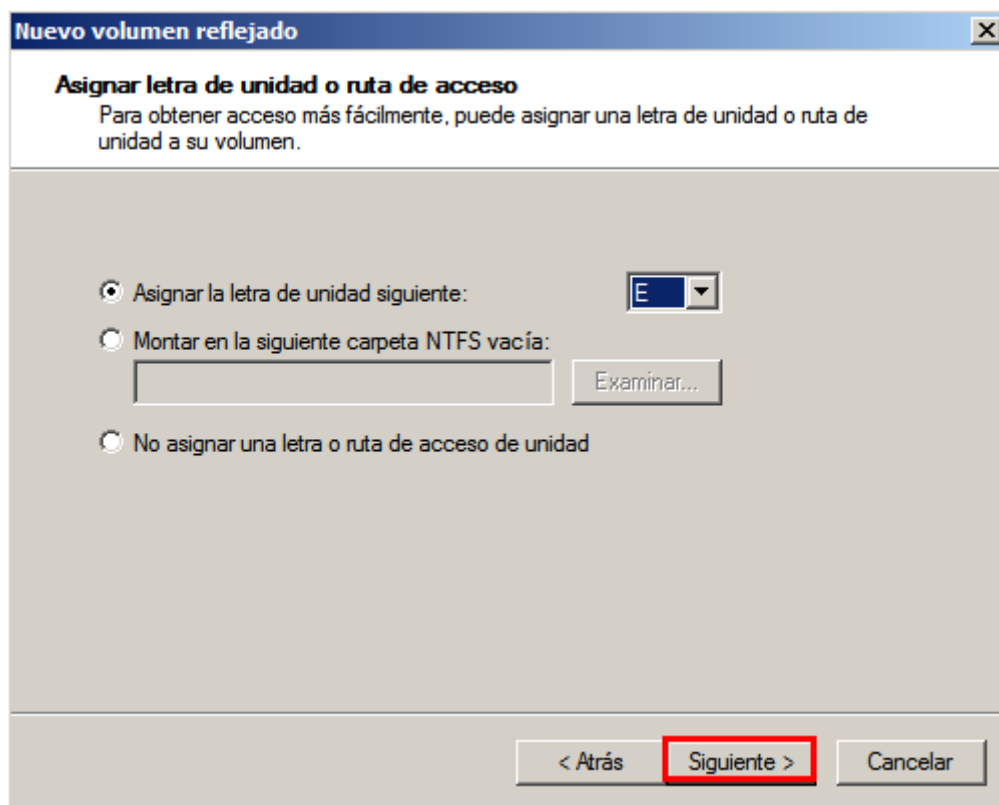 Nuevo volumen reflejado
Asignar letra de unidad o ruta de acceso
Para obtener acceso más fácilmente, puede asignar una letra de unidad o ruta de
unidad a su volumen.
Asignar la letra de unidad siguiente:
E
Montar en la siguiente carpeta NTFS vacía:
Examinar...
No asignar una letra o ruta de acceso de unidad
< Atrás
Siguiente >
Cancelar